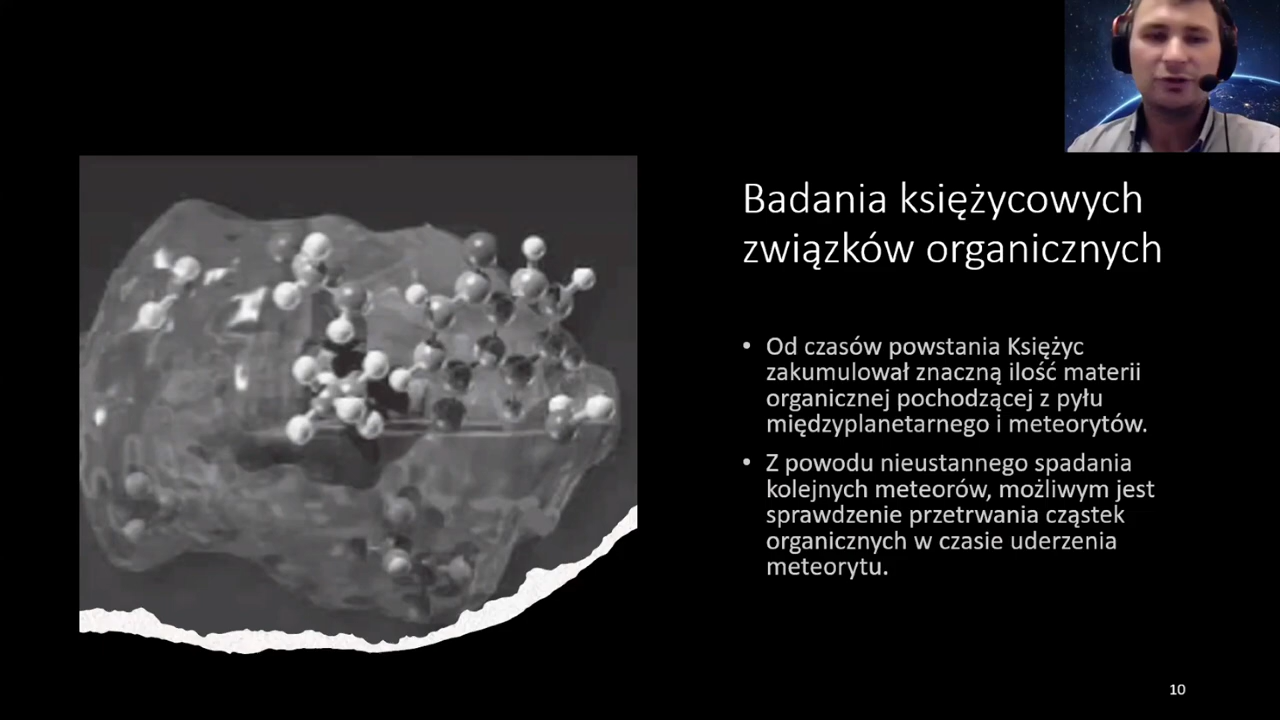 Badania księżycowych
związków organicznych
• Od czasów powstania Księżyc
zakumulował znaczną ilość materii
organicznej pochodzącej z pyłu
międzyplanetarnego i meteorytów.
• Z powodu nieustannego spadania
kolejnych meteorów, możliwym jest
sprawdzenie przetrwania cząstek
organicznych w czasie uderzenia
meteorytu.
10